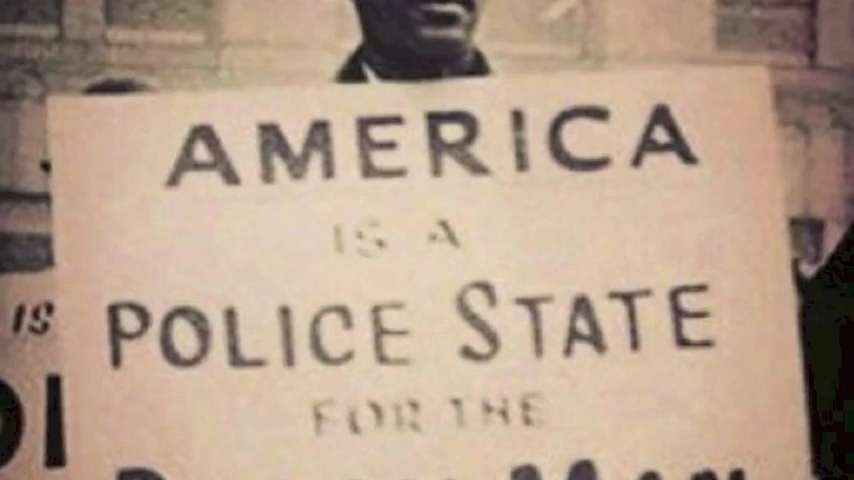 AMERICA
IS A
POLICE STATE
FOR THE
IS